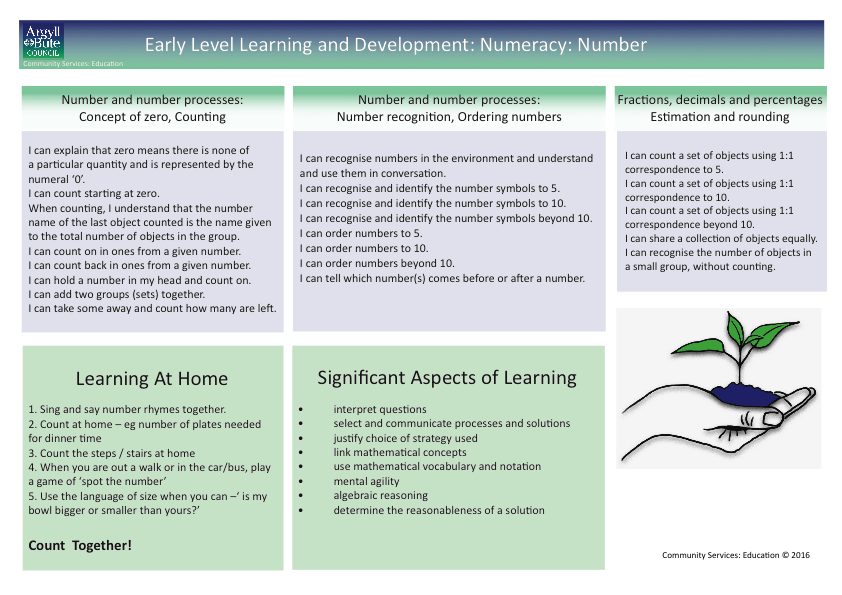 Argyll
Bute
COUNCIL
Community Services: Education
Early Level Learning and Development: Numeracy: Number
Number and number processes:
Concept of zero, Counting
I can explain that zero means there is none of
a particular quantity and is represented by the
numeral ‘0’.
I can count starting at zero.
When counting, I understand that the number
name of the last object counted is the name given
to the total number of objects in the group.
I can count on in ones from a given number.
I can count back in ones from a given number.
I can hold a number in my head and count on.
I can add two groups (sets) together.
I can take some away and count how many are left.
Number and number processes:
Number recognition, Ordering numbers
I can recognise numbers in the environment and understand
and use them in conversation.
I can recognise and identify the number symbols to 5.
I can recognise and identify the number symbols to 10.
I can recognise and identify the number symbols beyond 10.
I can order numbers to 5.
I can order numbers to 10.
I can order numbers beyond 10.
I can tell which number(s) comes before or after a number.
Fractions, decimals and percentages
Estimation and rounding
I can count a set of objects using 1:1
correspondence to 5.
I can count a set of objects using 1:1
correspondence to 10.
I can count a set of objects using 1:1
correspondence beyond 10.
I can share a collection of objects equally.
I can recognise the number of objects in
a small group, without counting.
Learning At Home
1. Sing and say number rhymes together.
2. Count at home – eg number of plates needed
for dinner time
3. Count the steps / stairs at home
4. When you are out a walk or in the car/bus, play
a game of ‘spot the number’
5. Use the language of size when you can –‘ is my
bowl bigger or smaller than yours?’
Count Together!
Significant Aspects of Learning
• interpret questions
• select and communicate processes and solutions
• justify choice of strategy used
• link mathematical concepts
• use mathematical vocabulary and notation
• mental agility
• algebraic reasoning
• determine the reasonableness of a solution
Community Services: Education © 2016